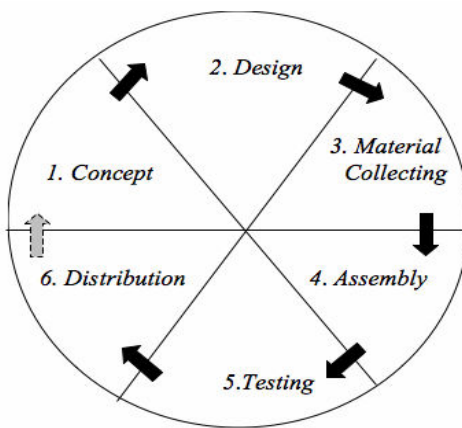 2. Design
1. Concept
3. Material
Collecting
6. Distribution
4. Assembly
5.Testing